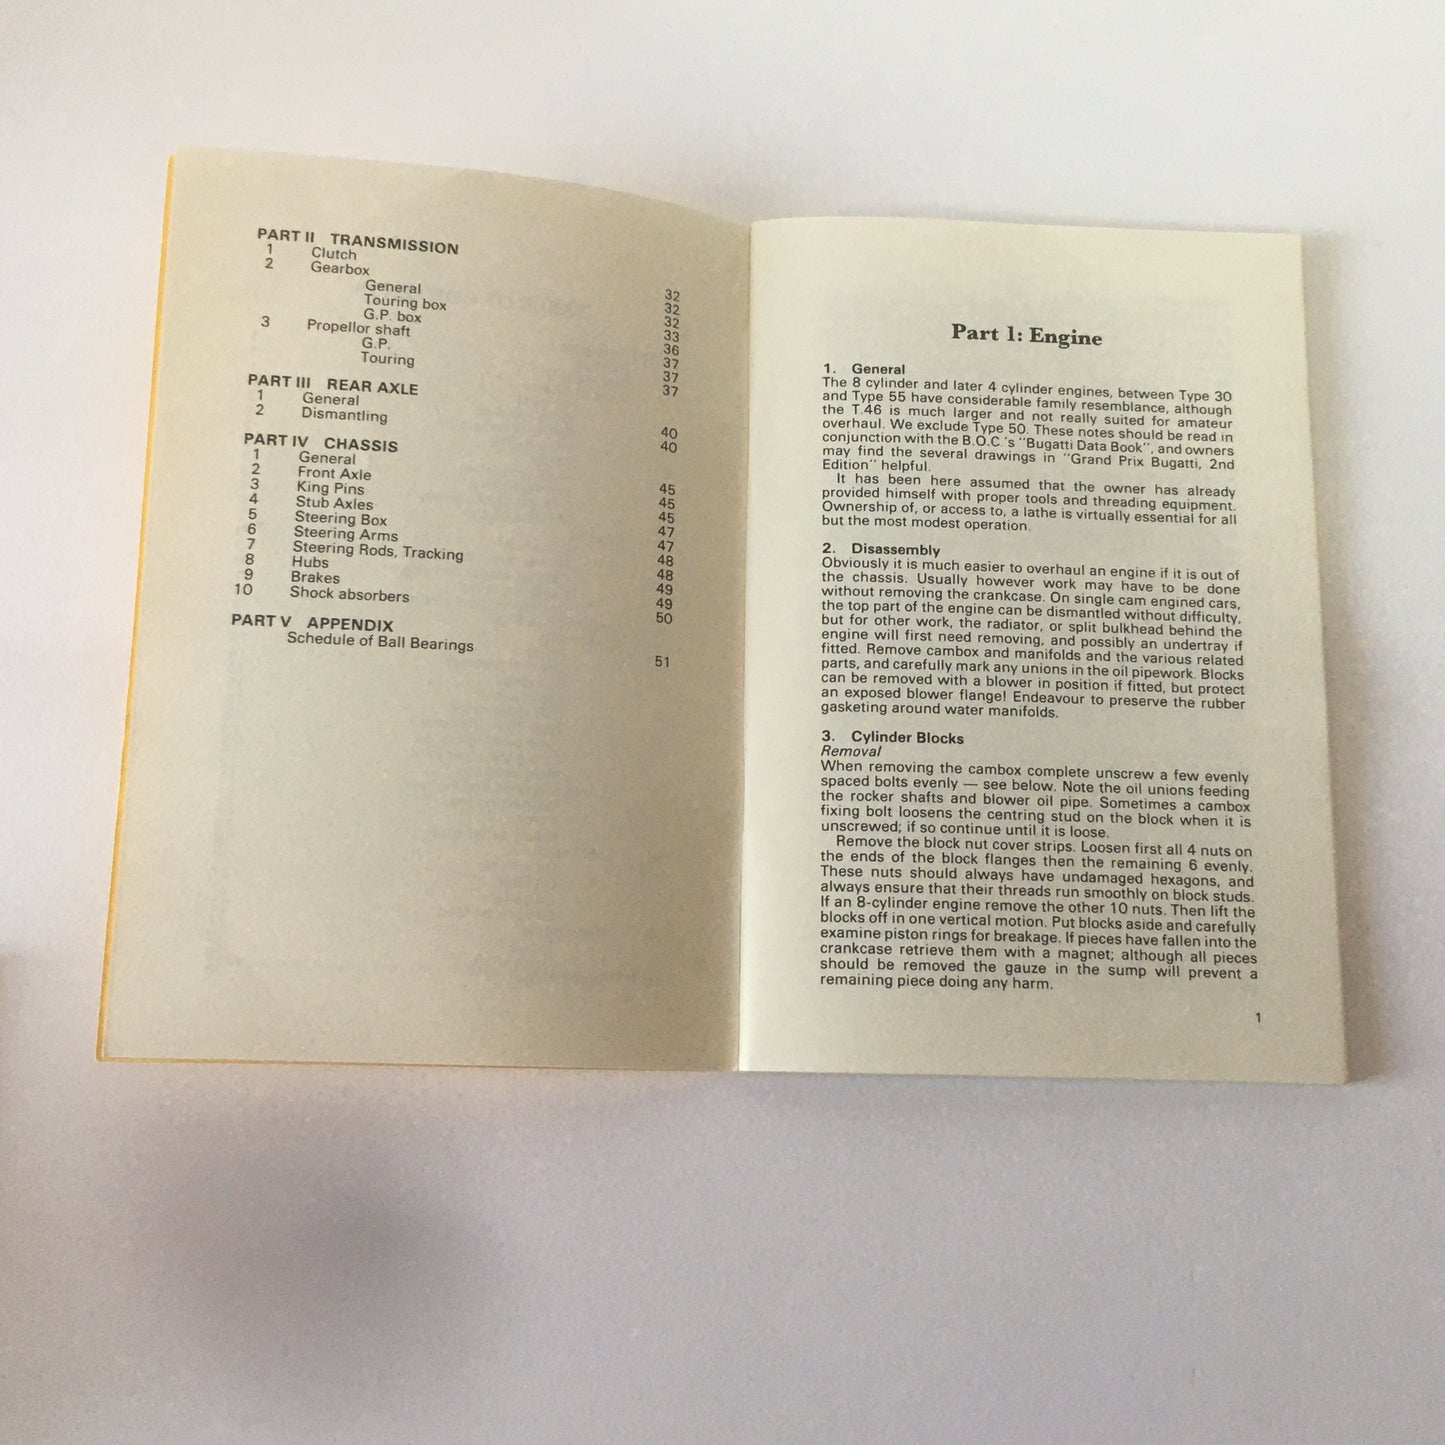 PART II TRANSMISSION
1 Clutch 32
2 Gearbox 32
General 32
Touring box 33
G.P. box 36
3 Propellor shaft 37
G.P. 37
Touring 37
PART III REAR AXLE
1 General 40
2 Dismantling 40
PART IV CHASSIS
1 General 45
2 Front Axle 45
3 King Pins 45
4 Stub Axles 47
5 Steering Box 47
6 Steering Arms 48
7 Steering Rods, Tracking 48
8 Hubs 49
9 Brakes 49
10 Shock absorbers 50
PART V APPENDIX
Schedule of Ball Bearings 51
Part 1: Engine
1. General
The 8 cylinder and later 4 cylinder engines, between Type 30
and Type 55 have considerable family resemblance, although
the T.46 is much larger and not really suited for amateur
overhaul. We exclude Type 50. These notes should be read in
conjunction with the B.O.C.'s "Bugatti Data Book", and owners
may find the several drawings in "Grand Prix Bugatti, 2nd
Edition" helpful.
It has been here assumed that the owner has already
provided himself with proper tools and threading equipment.
Ownership of, or access to, a lathe is virtually essential for all
but the most modest operation.
2. Disassembly
Obviously it is much easier to overhaul an engine if it is out of
the chassis. Usually however work may have to be done
without removing the crankcase. On single cam engined cars,
the top part of the engine can be dismantled without difficulty,
but for other work, the radiator, or split bulkhead behind the
engine will first need removing, and possibly an undertray if
fitted. Remove cambox and manifolds and the various related
parts, and carefully mark any unions in the oil pipework. Blocks
can be removed with a blower in position if fitted, but protect
an exposed blower flange! Endeavour to preserve the rubber
gasketing around water manifolds.
3. Cylinder Blocks
Removal
When removing the cambox complete unscrew a few evenly
spaced bolts evenly — see below. Note the oil unions feeding
the rocker shafts and blower oil pipe. Sometimes a cambox
fixing bolt loosens the centring stud on the block when it is
unscrewed; if so continue until it is loose.
Remove the block nut cover strips. Loosen first all 4 nuts on
the ends of the block flanges then the remaining 6 evenly.
These nuts should always have undamaged hexagons, and
always ensure that their threads run smoothly on block studs.
If an 8-cylinder engine remove the other 10 nuts. Then lift the
blocks off in one vertical motion. Put blocks aside and carefully
examine piston rings for breakage. If pieces have fallen into the
crankcase retrieve them with a magnet; although all pieces
should be removed the gauze in the sump will prevent a
remaining piece doing any harm.
1